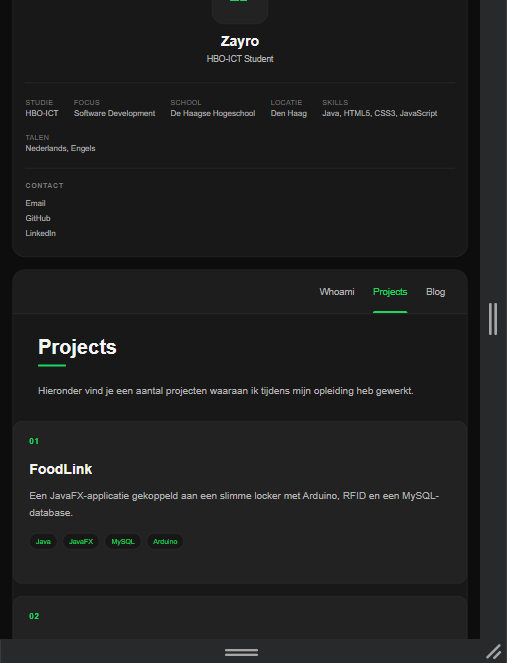 Zayro
HBO-ICT Student
STUDIE FOCUS SCHOOL LOCATIE SKILLS
HBO-ICT Software Development De Haagse Hogeschool Den Haag Java, HTML5, CSS3, JavaScript
TALEN
Nederlands, Engels
CONTACT
Email
GitHub
LinkedIn
Whoami Projects Blog
Projects
Hieronder vind je een aantal projecten waaraan ik tijdens mijn opleiding heb gewerkt.
01
FoodLink
Een JavaFX-applicatie gekoppeld aan een slimme locker met Arduino, RFID en een MySQL-
database.
Java JavaFX MySQL Arduino
02